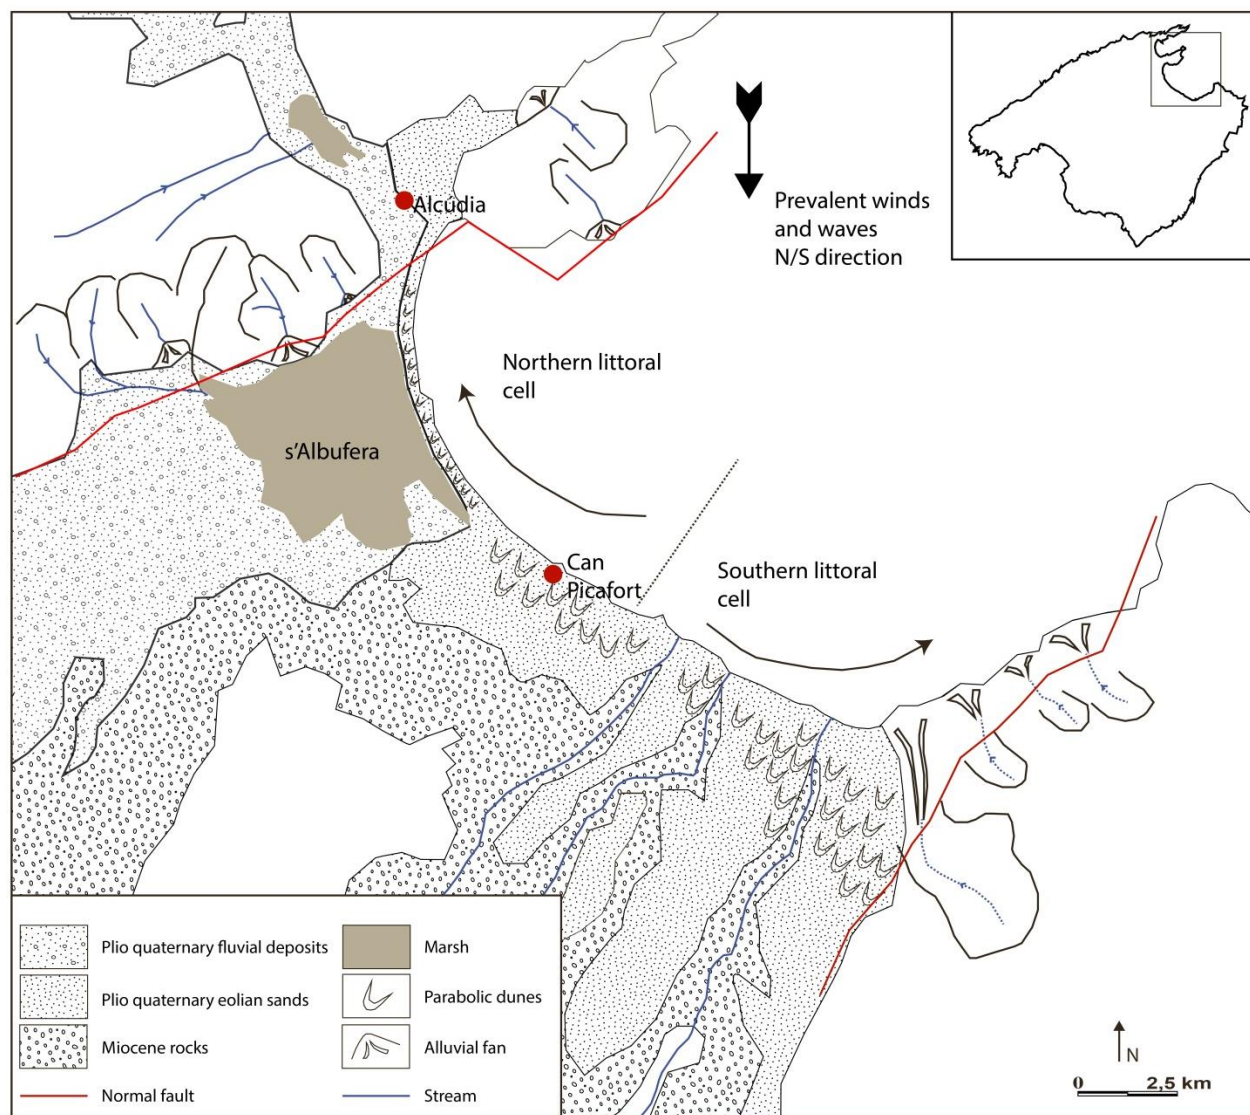 Alcúdia
Prevalent winds
and waves
N/S direction
Northern littoral
cell
s'Albufera
Can
Picafort
Southern littoral
cell
Plio quaternary fluvial deposits
Marsh
Plio quaternary eolian sands
Parabolic dunes
Miocene rocks
Alluvial fan
Normal fault
Stream
N
0 2,5 km